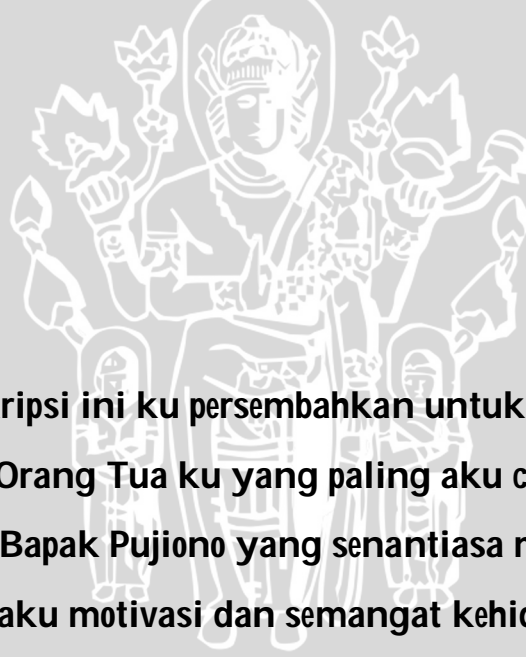 ripsi ini ku persembahkan untuk
Orang Tua ku yang paling aku
Bapak Pujiono yang senantiasa
aku motivasi dan semangat